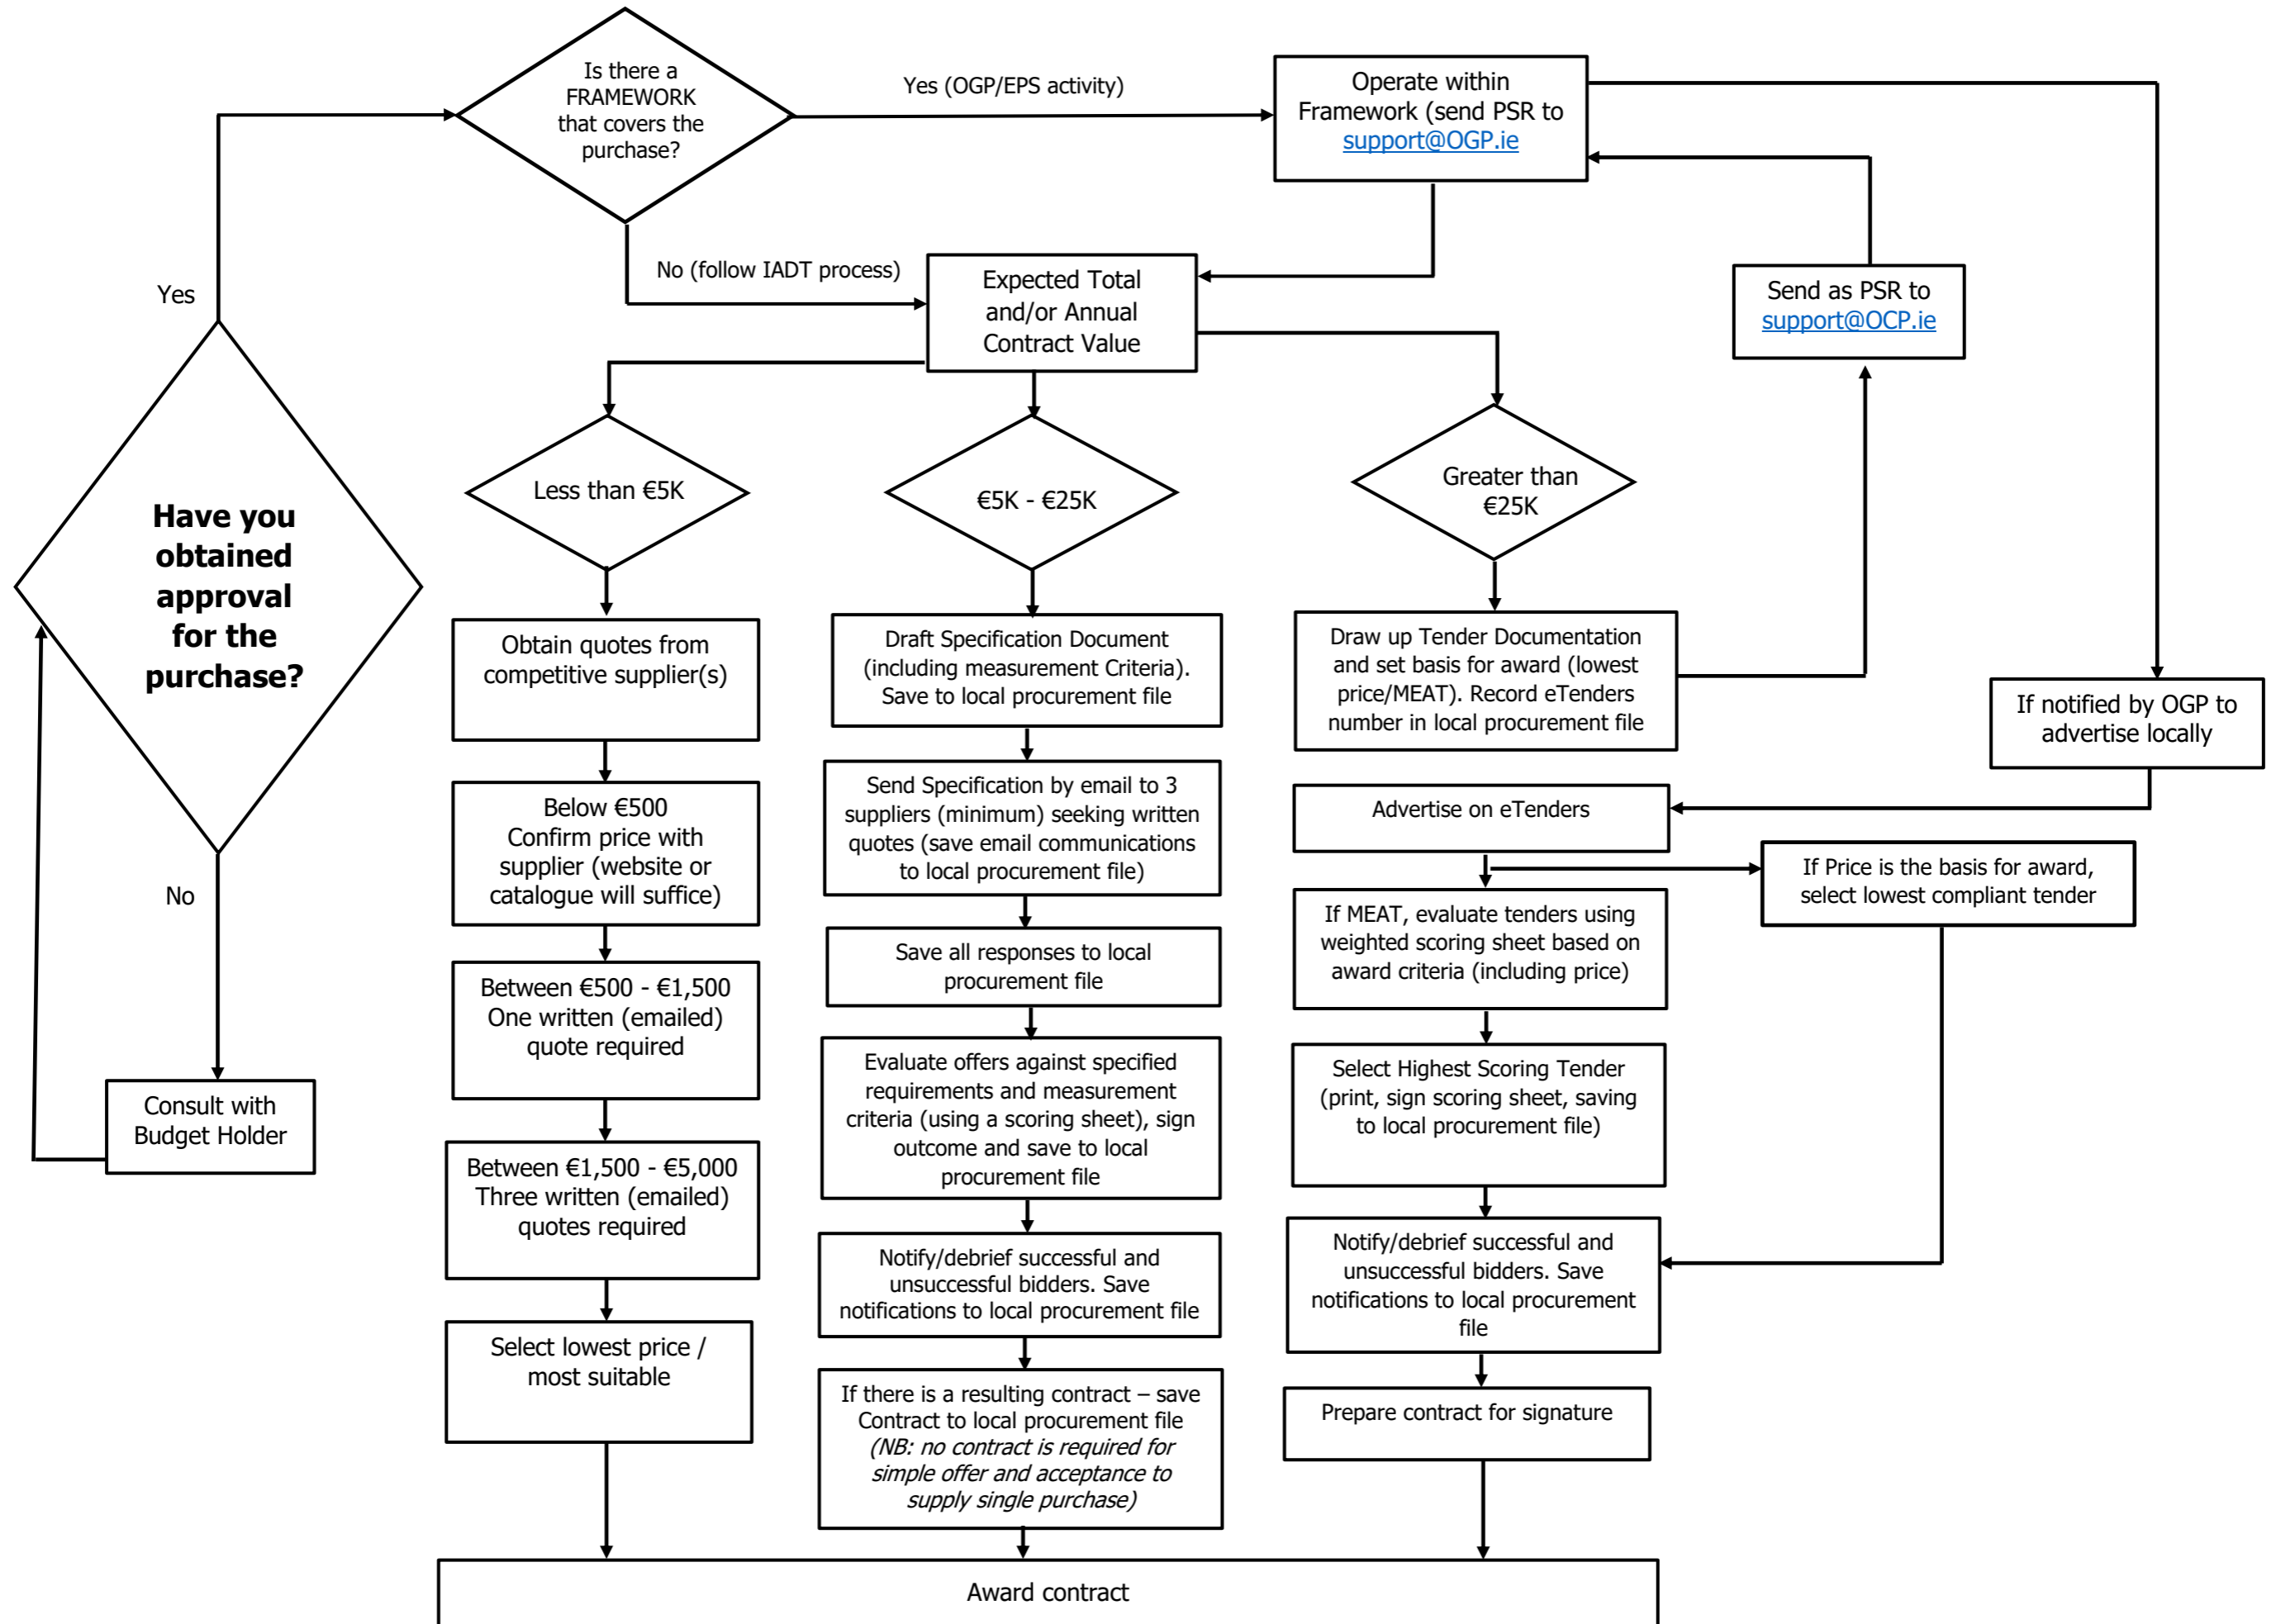 Have you
obtained
approval
for the
purchase?
Yes
No
Consult with
Budget Holder
Is there a
FRAMEWORK
that covers the
purchase?
Yes (OGP/EPS activity)
No (follow IADT process)
Operate within
Framework (send PSR to
support@OGP.ie
Expected Total
and/or Annual
Contract Value
Send as PSR to
support@OCP.ie
If notified by OGP to
advertise locally
Less than €5K
Obtain quotes from
competitive supplier(s)
Below €500
Confirm price with
supplier (website or
catalogue will suffice)
Between €500 - €1,500
One written (emailed)
quote required
Between €1,500 - €5,000
Three written (emailed)
quotes required
Select lowest price /
most suitable
€5K - €25K
Draft Specification Document
(including measurement Criteria).
Save to local procurement file
Send Specification by email to 3
suppliers (minimum) seeking written
quotes (save email communications
to local procurement file)
Save all responses to local
procurement file
Evaluate offers against specified
requirements and measurement
criteria (using a scoring sheet), sign
outcome and save to local
procurement file
Notify/debrief successful and
unsuccessful bidders. Save
notifications to local procurement file
If there is a resulting contract – save
Contract to local procurement file
(NB: no contract is required for
simple offer and acceptance to
supply single purchase)
Greater than
€25K
Draw up Tender Documentation
and set basis for award (lowest
price/MEAT). Record eTenders
number in local procurement file
Advertise on eTenders
If Price is the basis for award,
select lowest compliant tender
If MEAT, evaluate tenders using
weighted scoring sheet based on
award criteria (including price)
Select Highest Scoring Tender
(print, sign scoring sheet, saving
to local procurement file)
Notify/debrief successful and
unsuccessful bidders. Save
notifications to local procurement
file
Prepare contract for signature
Award contract